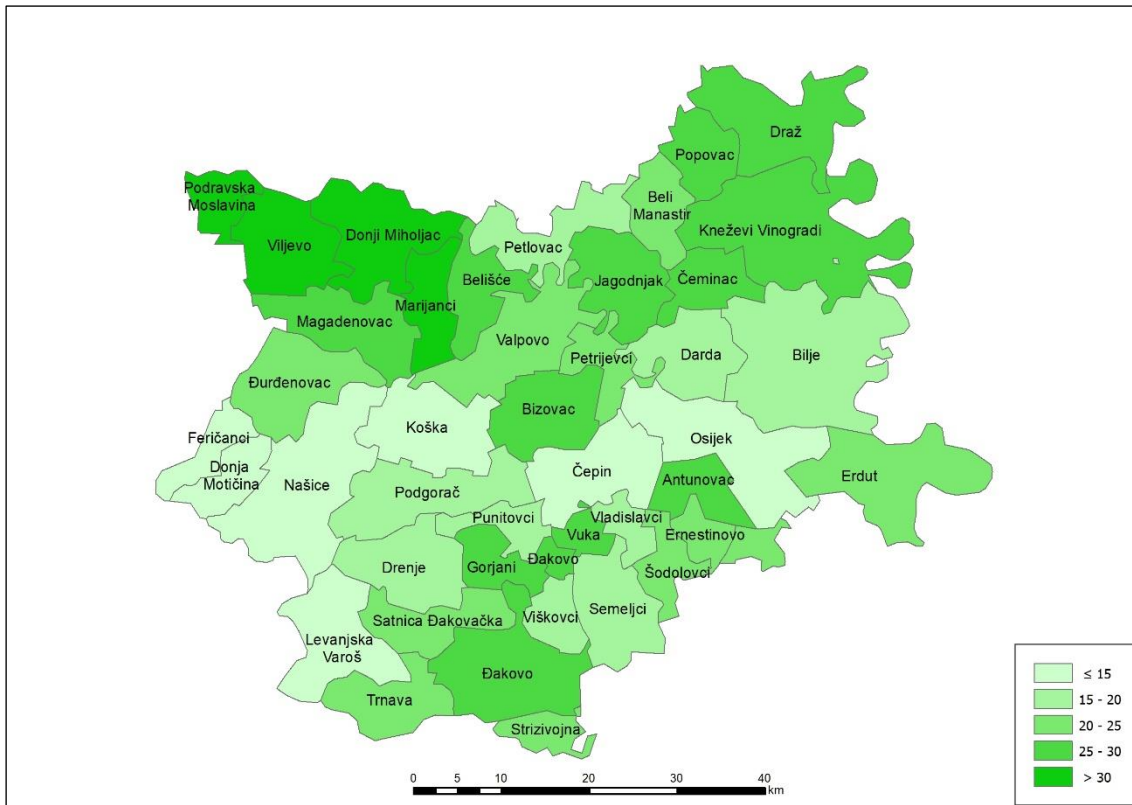 Draž
Popovac
Podravska
Moslavina
Beli
Manastir
Kneževi Vinogradi
Donji Miholjac
Viljevo
Petlovac
Belišće
Jagodnjak
Čeminac
Marijanci
Magadenovac
Valpovo
Petrijevci
Darda
Bilje
Đurđenovac
Bizovac
Koška
Feričanci
Osijek
Donja
Motičina
Našice
Čepin
Antunovac
Erdut
Podgorač
Punitovci
Vladislavci
Vuka
Ernestinovo
Đakovo
Drenje
Gorjani
Šodolovci
Semeljci
Viškovci
Satnica Đakovačka
Levanjska
Varoš
Đakovo
Trnava
Strizivojna
≤ 15
15 - 20
20 - 25
25 - 30
> 30
0 5 10 20 30 40
km